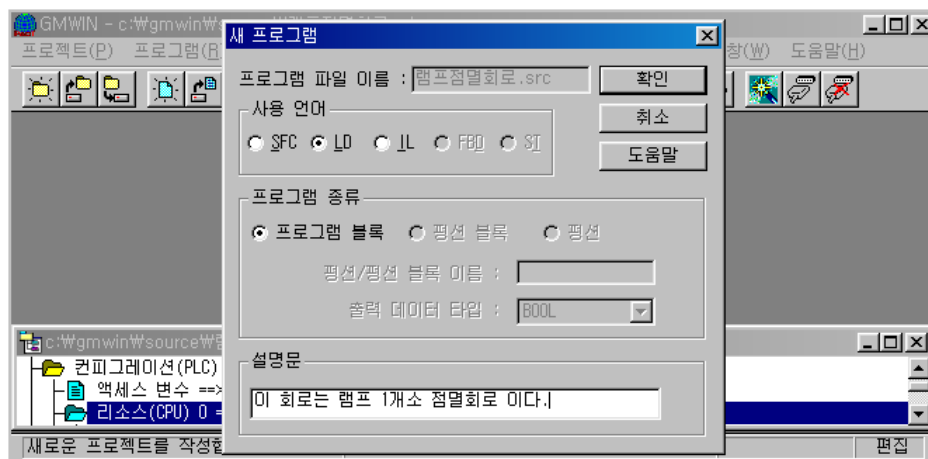 GMWIN - c:₩gmwin₩s
프로젝트(P) 프로그램(R) 창(W) 도움말(H)
새 프로그램
프로그램 파일 이름 : 램프점멸회로.src
확인
취소
도움말
사용 언어
SFC LD IL FBD ST
프로그램 종류
프로그램 블록 펑션 블록 펑션
펑션/펑션 블록 이름 :
출력 데이터 타입 : BOOL
설명문
이 회로는 램프 1개소 점멸회로 이다.
c:₩gmwin₩source₩
컨피그레이션(PLC)
액세스 변수 ==>
리소스(CPU) 0 =
새로운 프로젝트를 작성합
편집